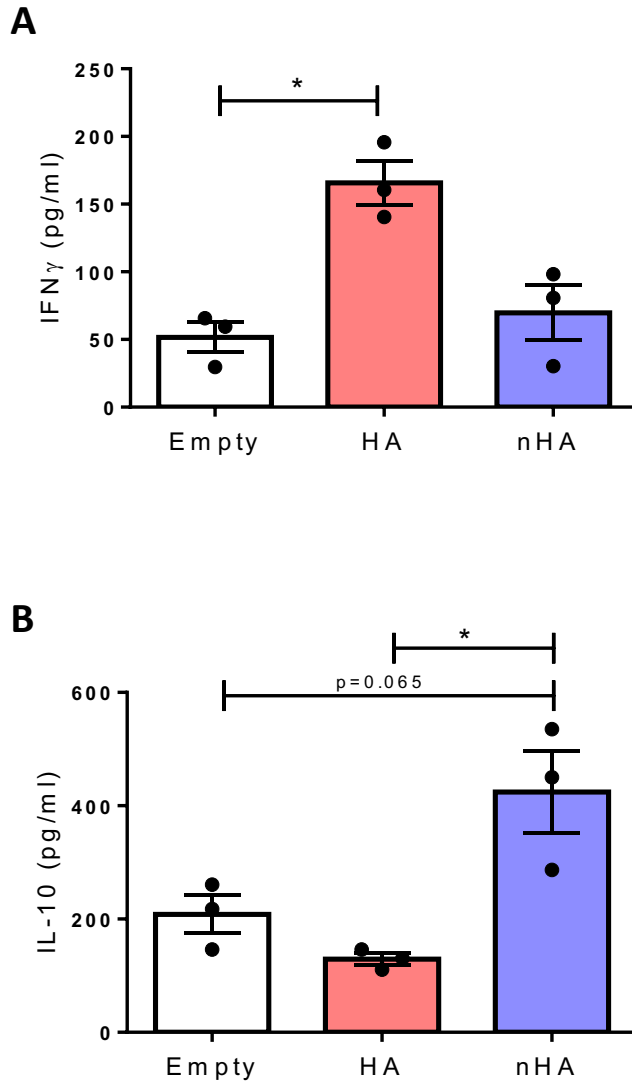 A
IFNγ (pg/ml)
250
200
150
100
50
0
*
Empty HA nHA
B
IL-10 (pg/ml)
600
400
200
0
*
p=0.065
Empty HA nHA